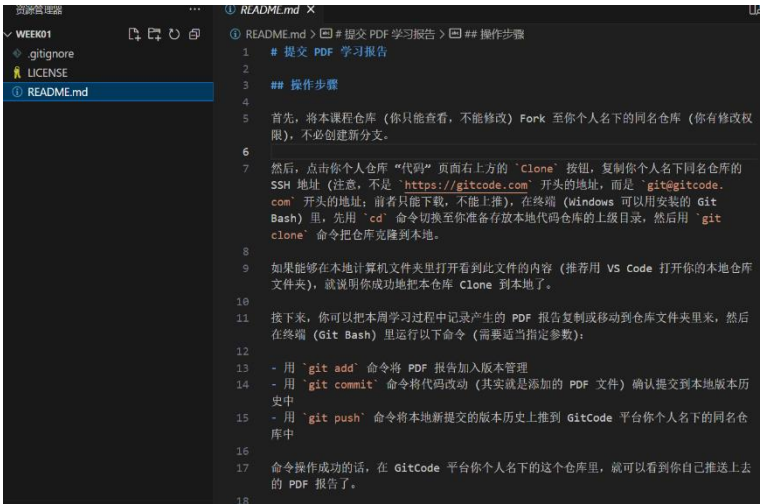 资源管理器 ...
README.md ×
WEEK01
.gitignore
LICENSE
README.md
README.md > # 提交 PDF 学习报告 > ## 操作步骤
1 # 提交 PDF 学习报告
2
3 ## 操作步骤
4
5 首先，将本课程仓库 (你只能查看，不能修改) Fork 至你个人名下的同名仓库 (你有修改权
限)，不必创建新分支。
6
7 然后，点击你个人仓库 “代码” 页面右上方的 `Clone` 按钮，复制你个人名下同名仓库的
SSH 地址 (注意，不是 `https://gitcode.com` 开头的地址，而是 `git@gitcode.
com` 开头的地址；前者只能下载，不能上推)，在终端 (Windows 可以用安装的 Git
Bash) 里，先用 `cd` 命令切换至你准备存放本地代码仓库的上级目录，然后用 `git
clone` 命令把仓库克隆到本地。
8
9 如果能够在本地计算机文件夹里打开看到此文件的内容 (推荐用 VS Code 打开你的本地仓库
文件夹)，就说明你成功地把本仓库 Clone 到本地了。
10
11 接下来，你可以把本周学习过程中记录产生的 PDF 报告复制或移动到仓库文件夹里来，然后
在终端 (Git Bash) 里运行以下命令 (需要适当指定参数)：
12
13 - 用 `git add` 命令将 PDF 报告加入版本管理
14 - 用 `git commit` 命令将代码改动 (其实就是添加的 PDF 文件) 确认提交到本地版本历
史中
15 - 用 `git push` 命令将本地新提交的版本历史上推到 GitCode 平台你个人名下的同名仓
库中
16
17 命令操作成功的话，在 GitCode 平台你个人名下的这个仓库里，就可以看到你自己推送上去
的 PDF 报告了。
18